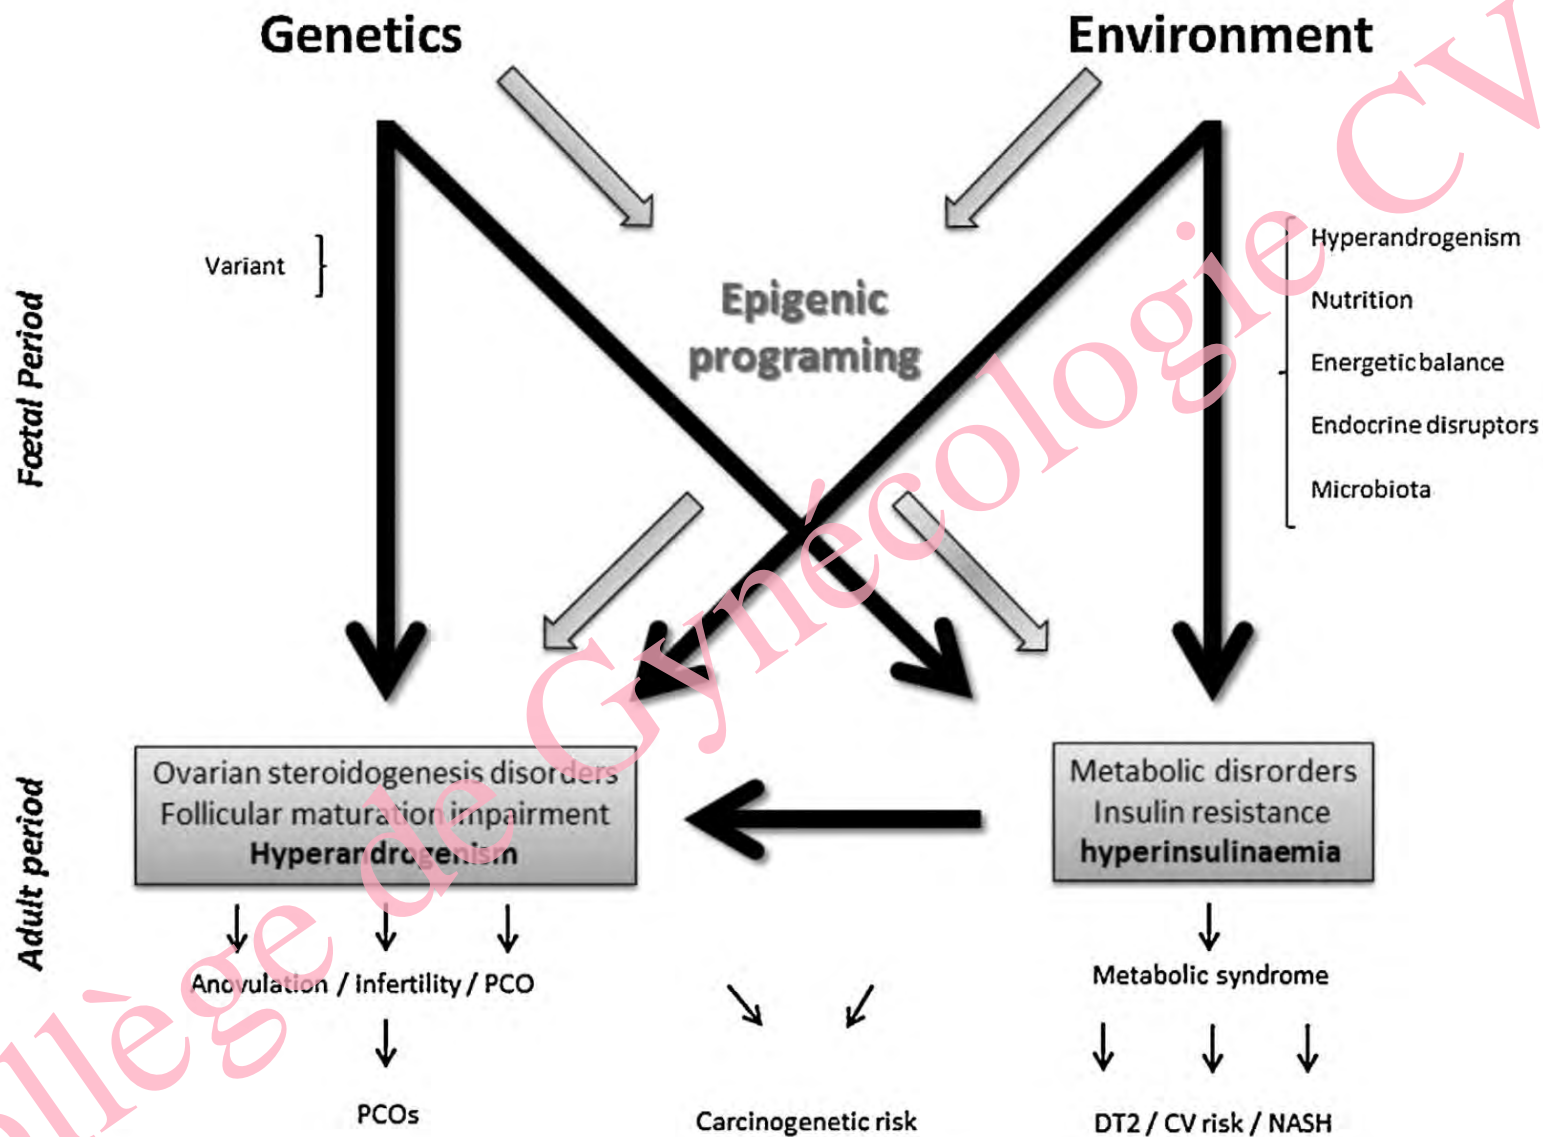 Genetics
Environment
Variant
Hyperandrogenism
Nutrition
Energetic balance
Endocrine disruptors
Microbiota
Epigenic
programing
Fœtal Period
Adult period
Ovarian steroidogenesis disorders
Follicular maturation impairment
Hyperandrogenism
Metabolic disrorders
Insulin resistance
hyperinsulinaemia
Anovulation / infertility / PCO
Metabolic syndrome
PCOs
Carcinogenetic risk
DT2 / CV risk / NASH
ollège de Gynécologie CV